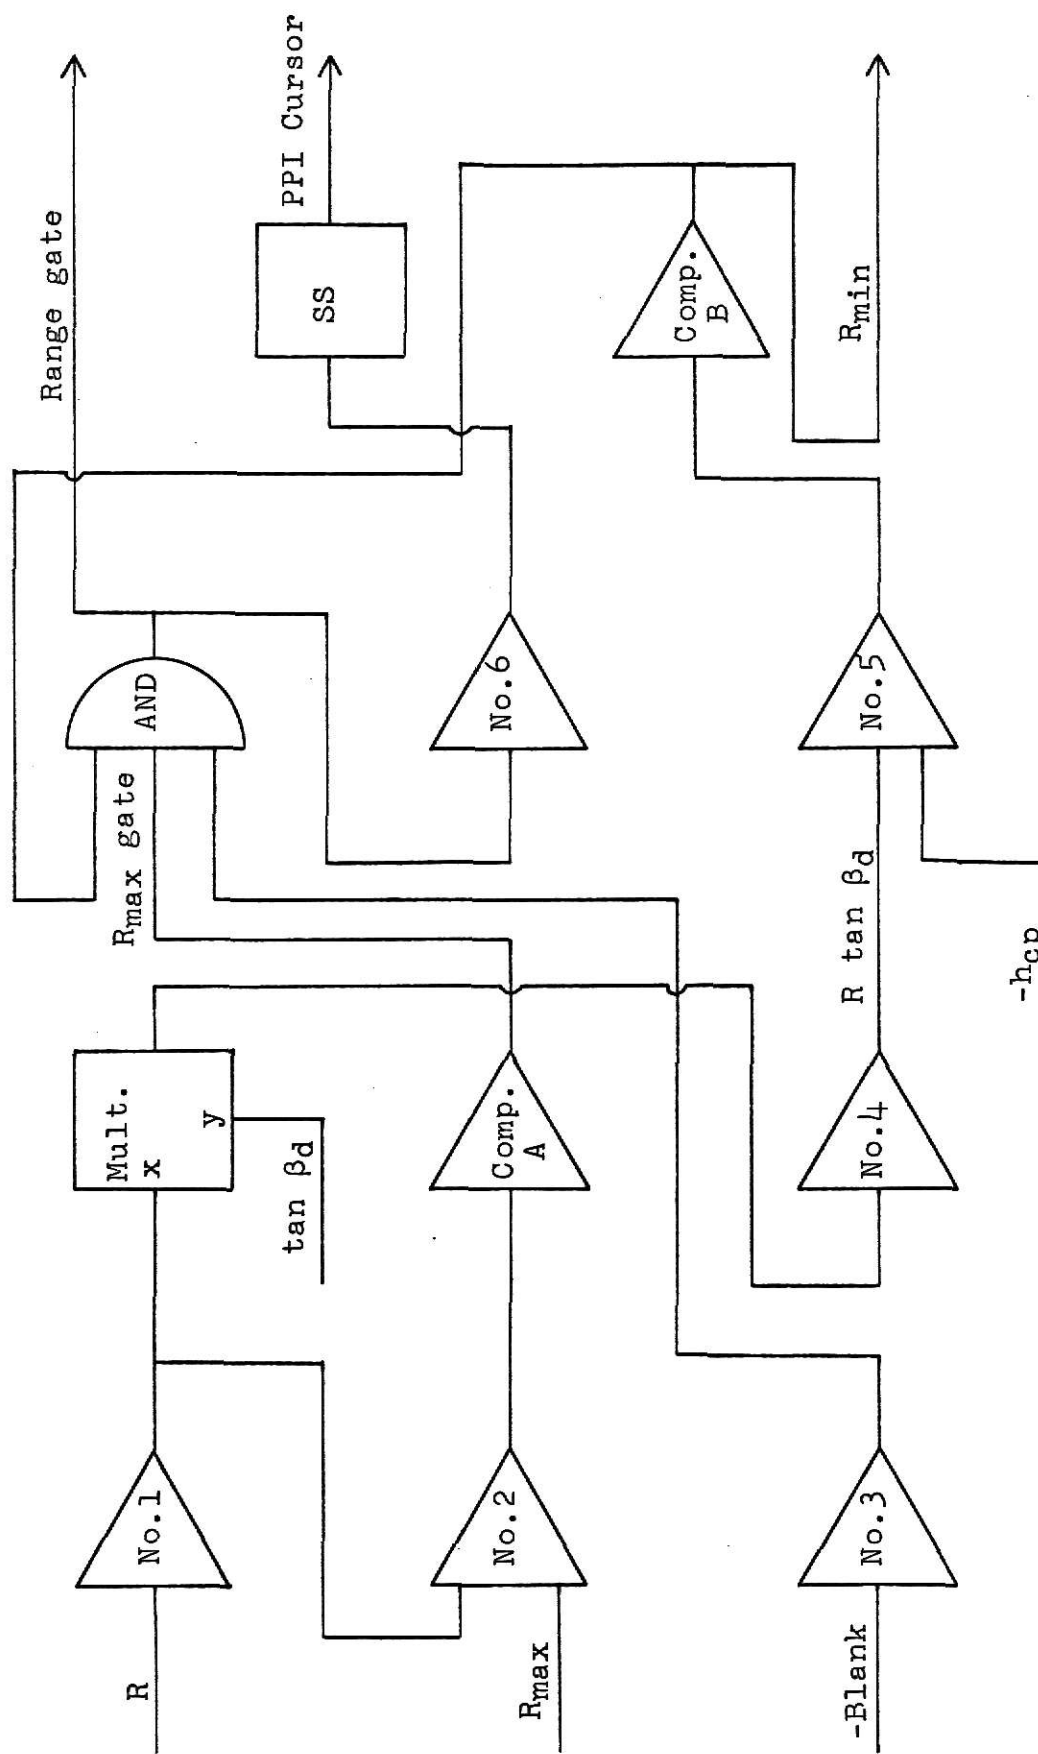 Range gate
PPI Cursor
SS
Comp.
B
Rmin
AND
Rmax gate
No.6
No.5
R tan βd
-hcp
Mult.
x
y
tan βd
Comp.
A
No.4
No.1
No.2
No.3
R
Rmax
-Blank